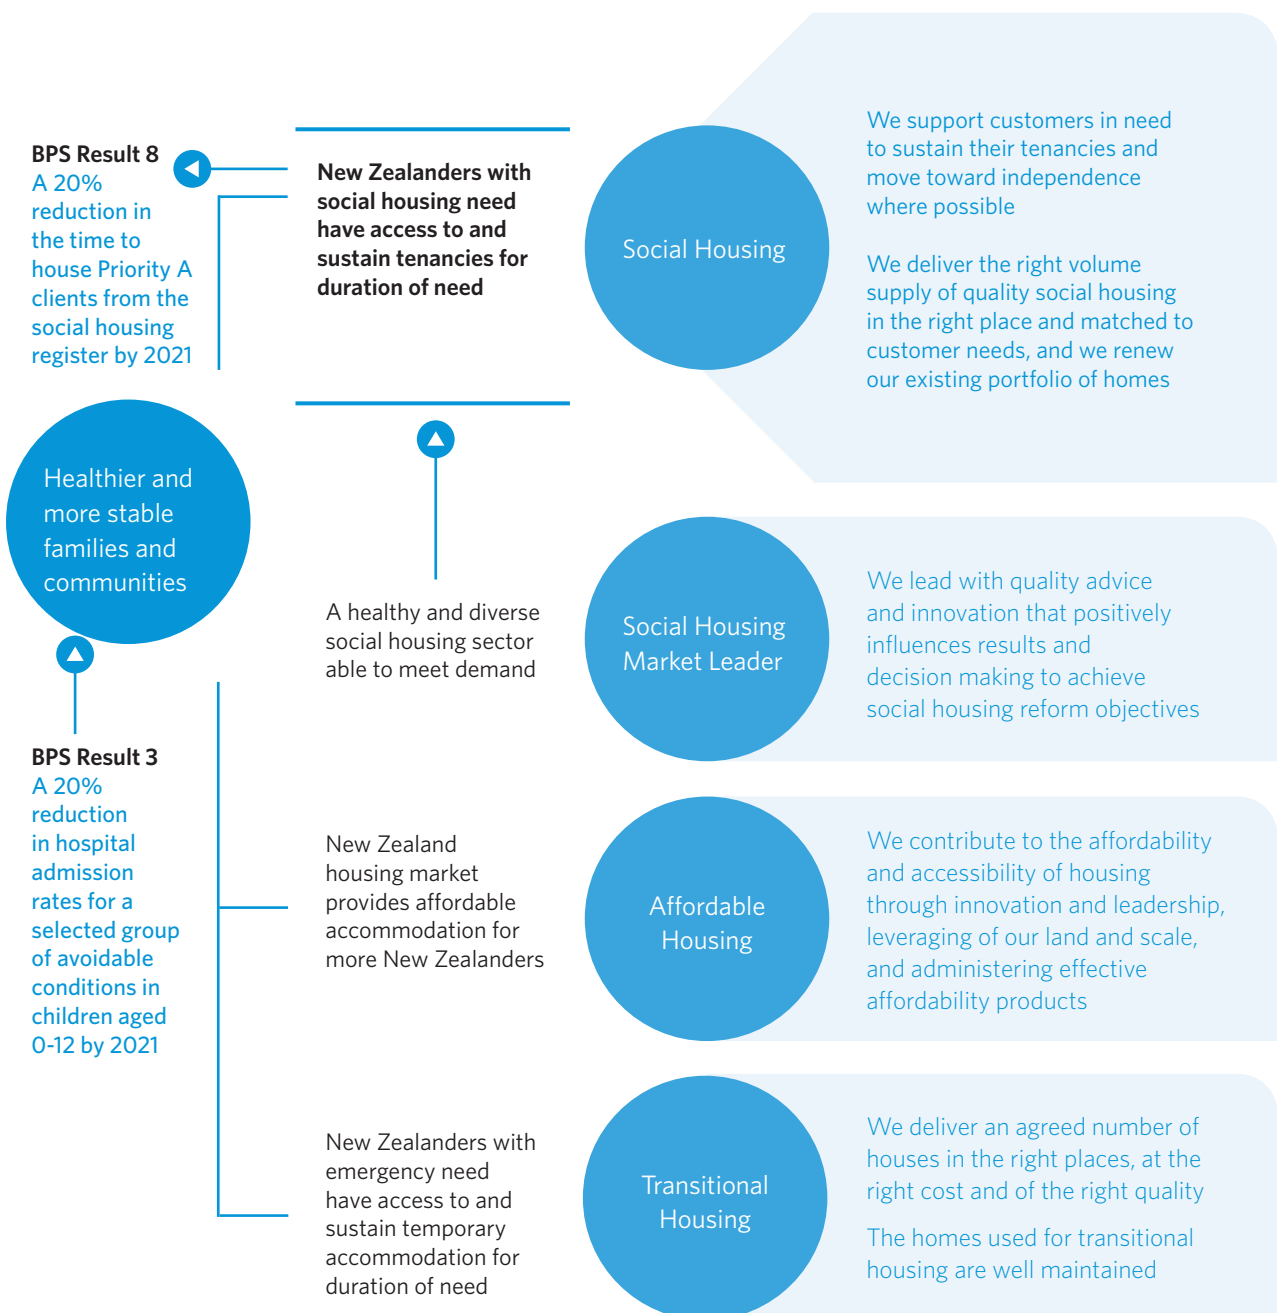 BPS Result 8
A 20%
reduction in
the time to
house Priority A
clients from the
social housing
register by 2021
New Zealanders with
social housing need
have access to and
sustain tenancies for
duration of need
Social Housing
We support customers in need
to sustain their tenancies and
move toward independence
where possible
We deliver the right volume
supply of quality social housing
in the right place and matched to
customer needs, and we renew
our existing portfolio of homes
Healthier and
more stable
families and
communities
A healthy and diverse
social housing sector
able to meet demand
Social Housing
Market Leader
We lead with quality advice
and innovation that positively
influences results and
decision making to achieve
social housing reform objectives
BPS Result 3
A 20%
reduction
in hospital
admission
rates for a
selected group
of avoidable
conditions in
children aged
0-12 by 2021
New Zealand
housing market
provides affordable
accommodation for
more New Zealanders
Affordable
Housing
We contribute to the affordability
and accessibility of housing
through innovation and leadership,
leveraging of our land and scale,
and administering effective
affordability products
New Zealanders with
emergency need
have access to and
sustain temporary
accommodation for
duration of need
Transitional
Housing
We deliver an agreed number of
houses in the right places, at the
right cost and of the right quality
The homes used for transitional
housing are well maintained